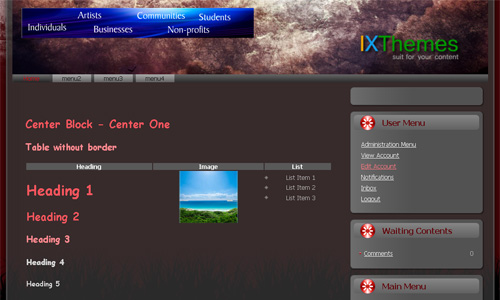 Artists
Communities
Students
Individuals
Businesses
Non-profits
IXThemes
suit for your content
menu2
menu3
menu4
Center Block - Center One
Table without border
Heading
Image
List
Heading 1
Heading 2
Heading 3
Heading 4
Heading 5
List Item 1
List Item 2
List Item 3
User Menu
Administration Menu
View Account
Edit Account
Notifications
Inbox
Logout
Waiting Contents
Comments 0
Main Menu